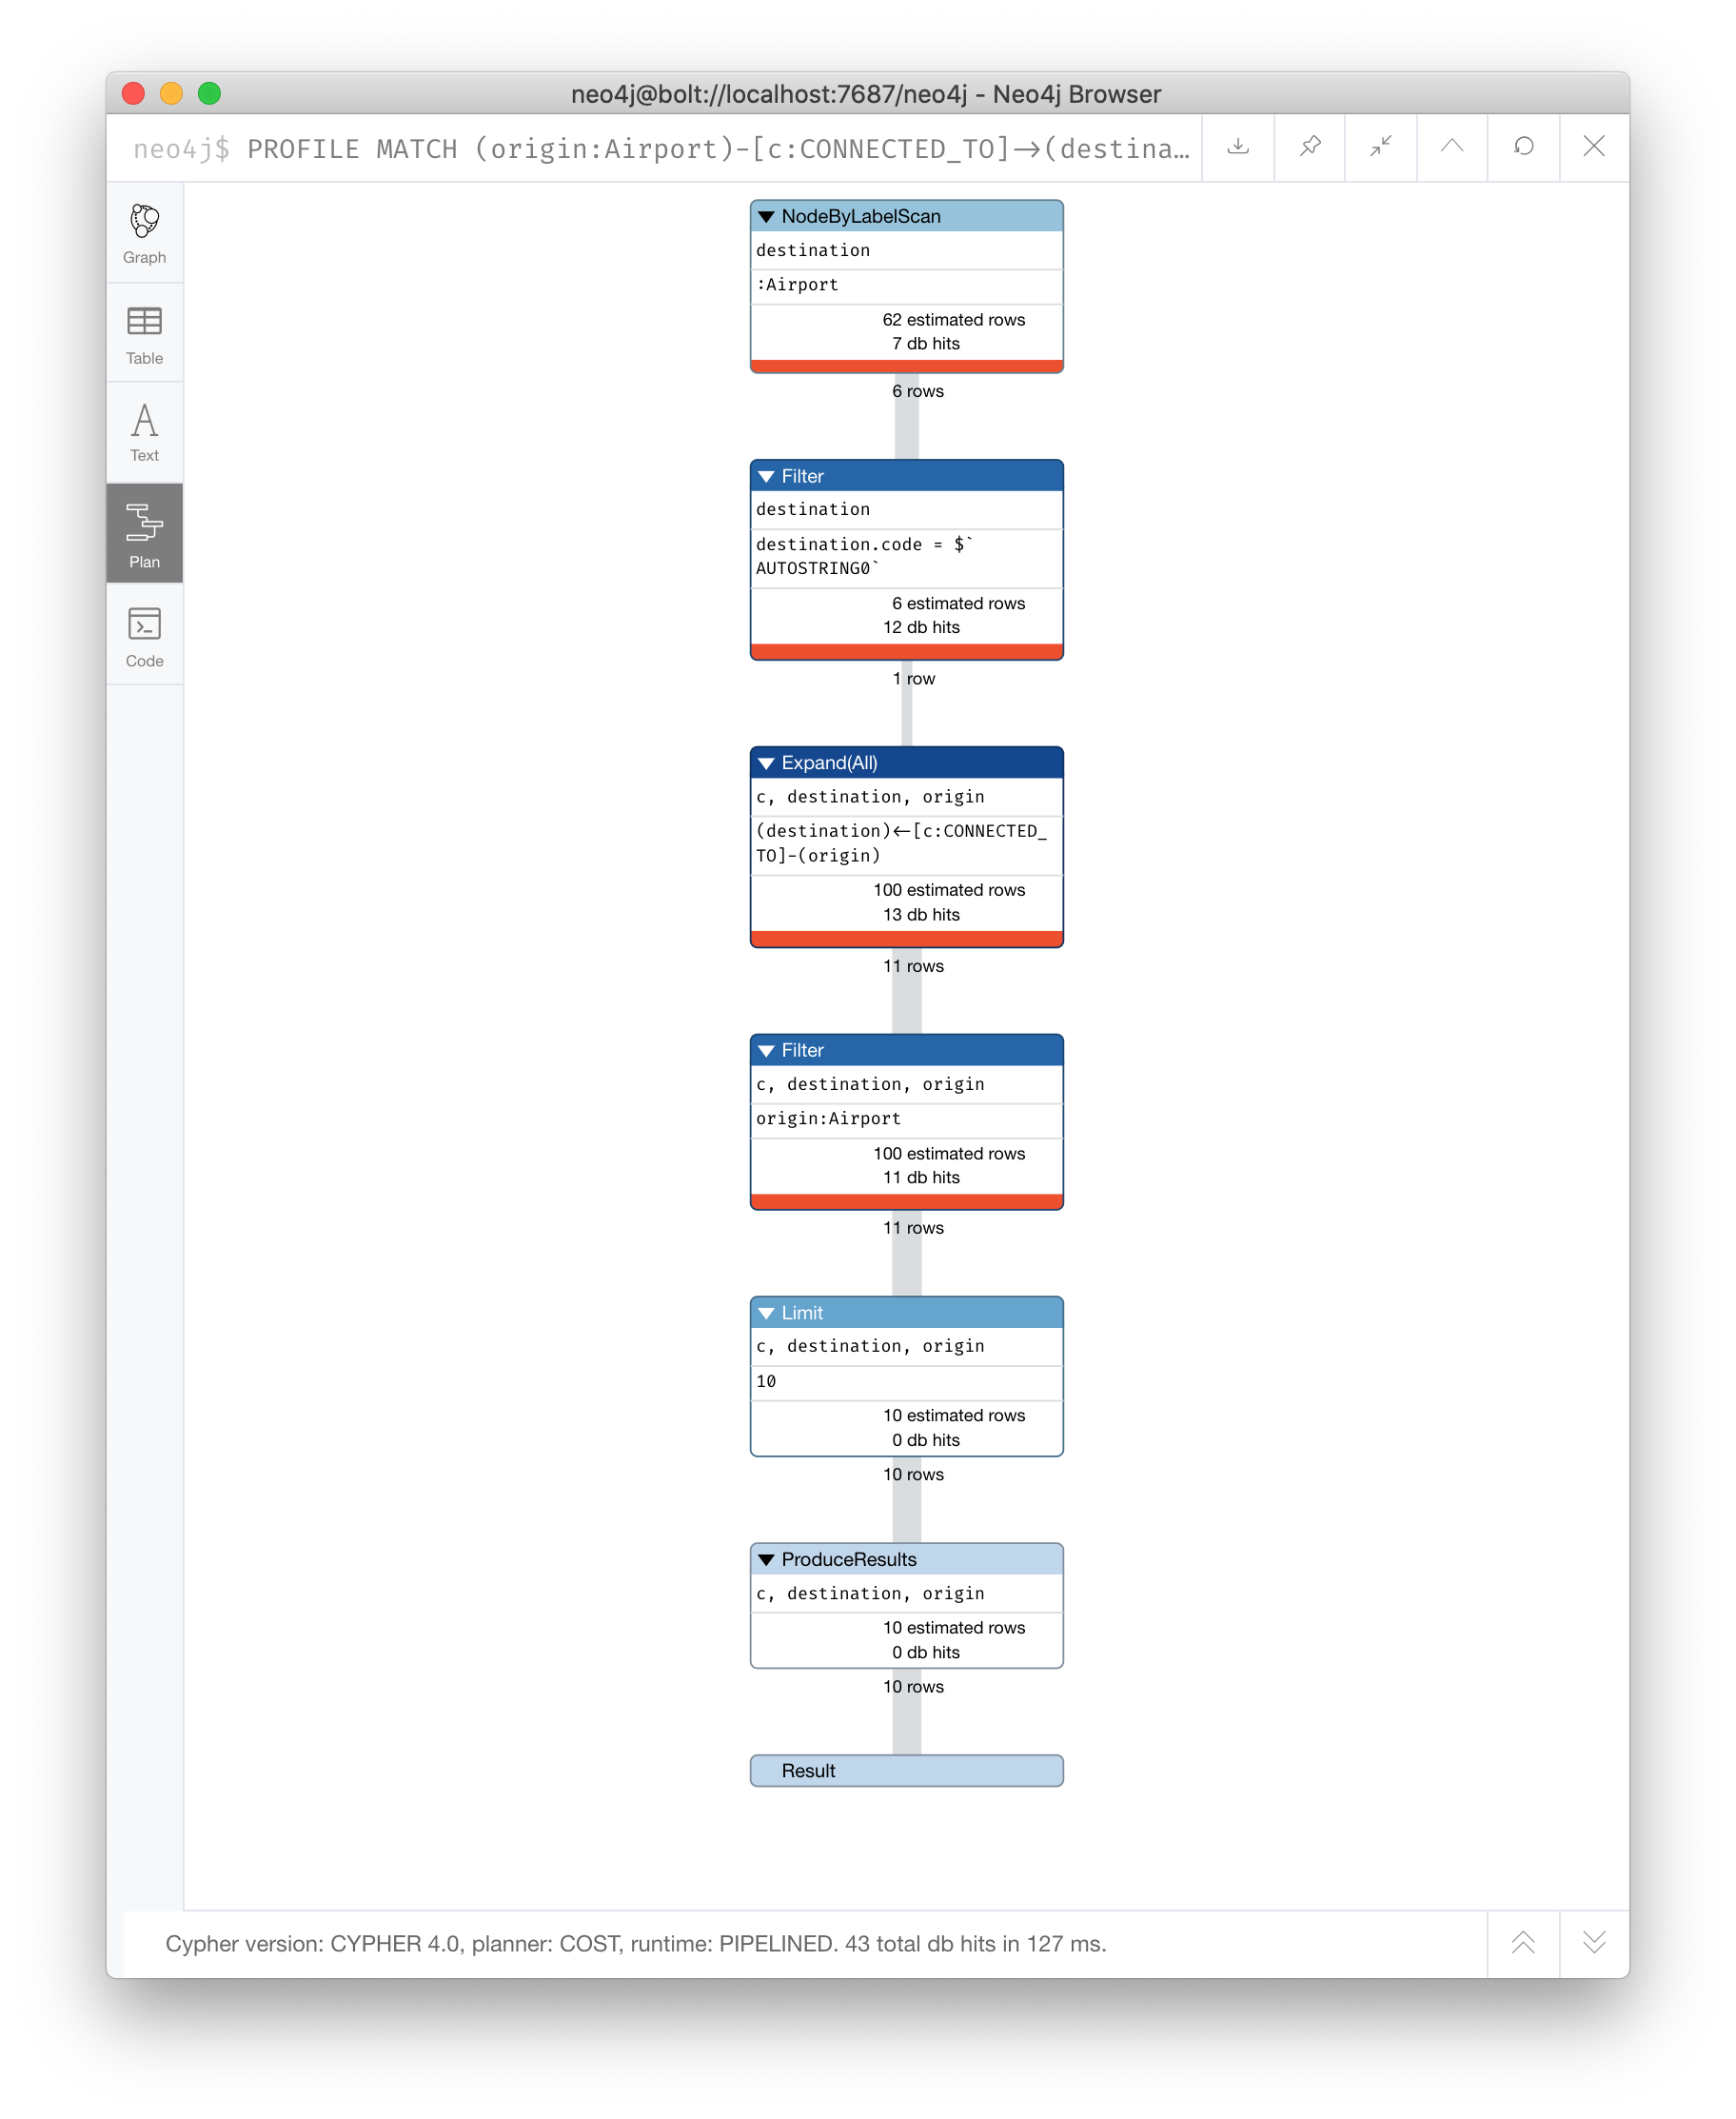 neo4j@bolt://localhost:7687/neo4j - Neo4j Browser
neo4j$ PROFILE MATCH (origin:Airport)-[c:CONNECTED_TO]→(destina…
Graph
Table
Text
Plan
Code
NodeByLabelScan
destination
:Airport
62 estimated rows
7 db hits
6 rows
Filter
destination
destination.code = $`
AUTOSTRING0`
6 estimated rows
12 db hits
1 row
Expand(All)
c, destination, origin
(destination)←[c:CONNECTED_
TO]-(origin)
100 estimated rows
13 db hits
11 rows
Filter
c, destination, origin
origin:Airport
100 estimated rows
11 db hits
11 rows
Limit
c, destination, origin
10
10 estimated rows
0 db hits
10 rows
ProduceResults
c, destination, origin
10 estimated rows
0 db hits
10 rows
Result
Cypher version: CYPHER 4.0, planner: COST, runtime: PIPELINED. 43 total db hits in 127 ms.